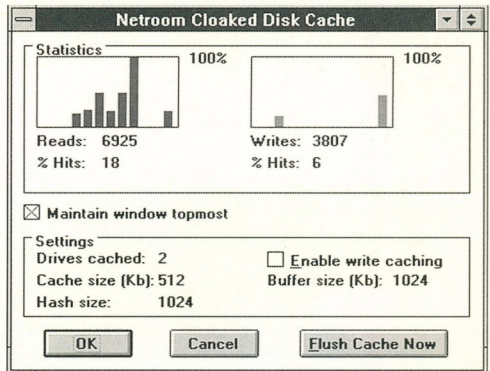 Netroom Cloaked Disk Cache
Statistics
100%
100%
Reads: 6925
Writes: 3807
% Hits: 18
% Hits: 6
Maintain window topmost
Settings
Drives cached: 2
Enable write caching
Cache size (Kb): 512
Buffer size (Kb): 1024
Hash size: 1024
OK
Cancel
Flush Cache Now